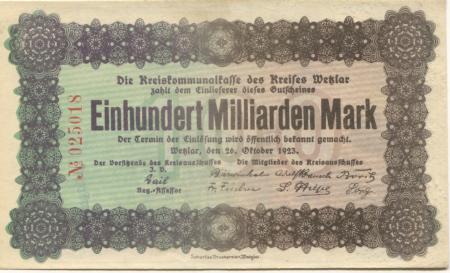 Die Kreiskommunalkasse des Kreises Wetzlar
zahlt dem Einlieferer dieses Gutscheines
Einhundert Milliarden Mark
Der Termin der Einlösung wird öffentlich bekannt gemacht.
Wetzlar, den 26. Oktober 1923.
Der Vorsitzende des Kreisausschusses Die Mitglieder des Kreisausschusses
J. V.
Reg.-Assessor
№ 025018